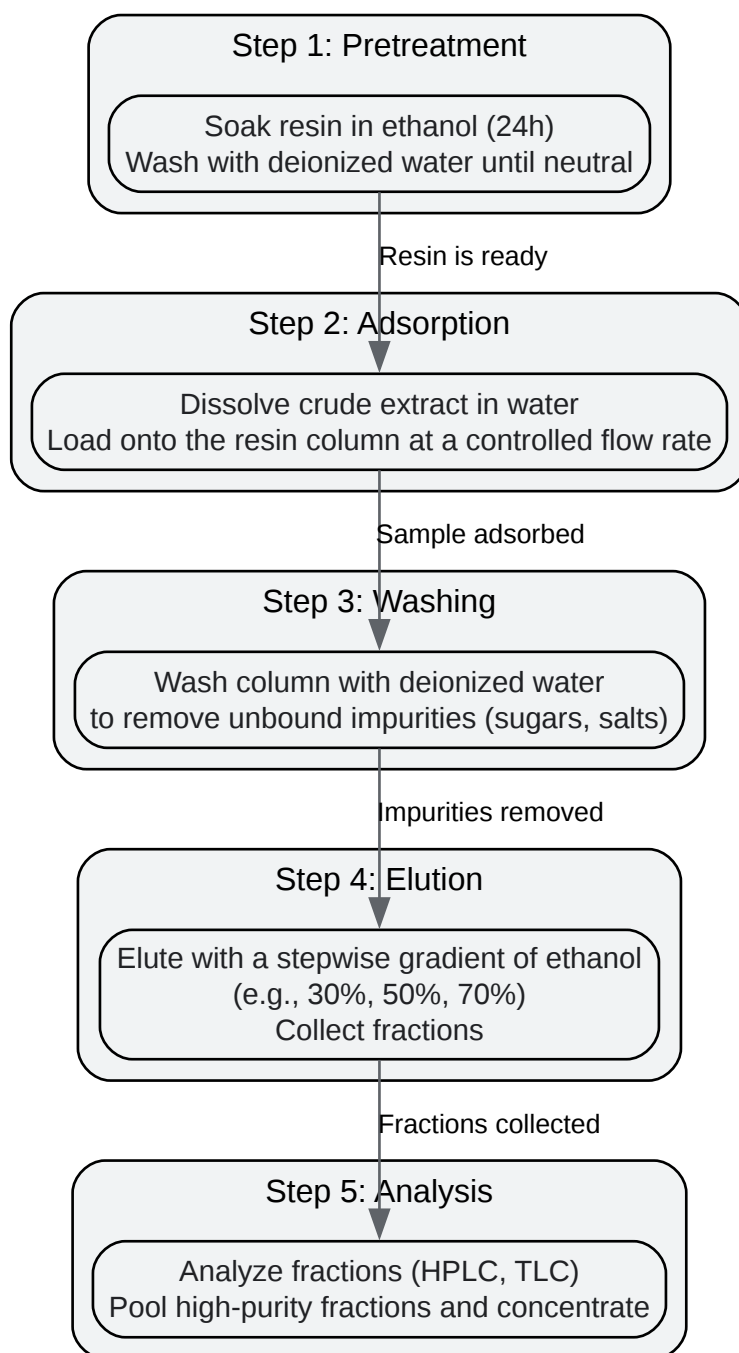 Step 1: Pretreatment
Soak resin in ethanol (24h)
Wash with deionized water until neutral
Resin is ready
Step 2: Adsorption
Dissolve crude extract in water
Load onto the resin column at a controlled flow rate
Sample adsorbed
Step 3: Washing
Wash column with deionized water
to remove unbound impurities (sugars, salts)
Impurities removed
Step 4: Elution
Elute with a stepwise gradient of ethanol
(e.g., 30%, 50%, 70%)
Collect fractions
Fractions collected
Step 5: Analysis
Analyze fractions (HPLC, TLC)
Pool high-purity fractions and concentrate